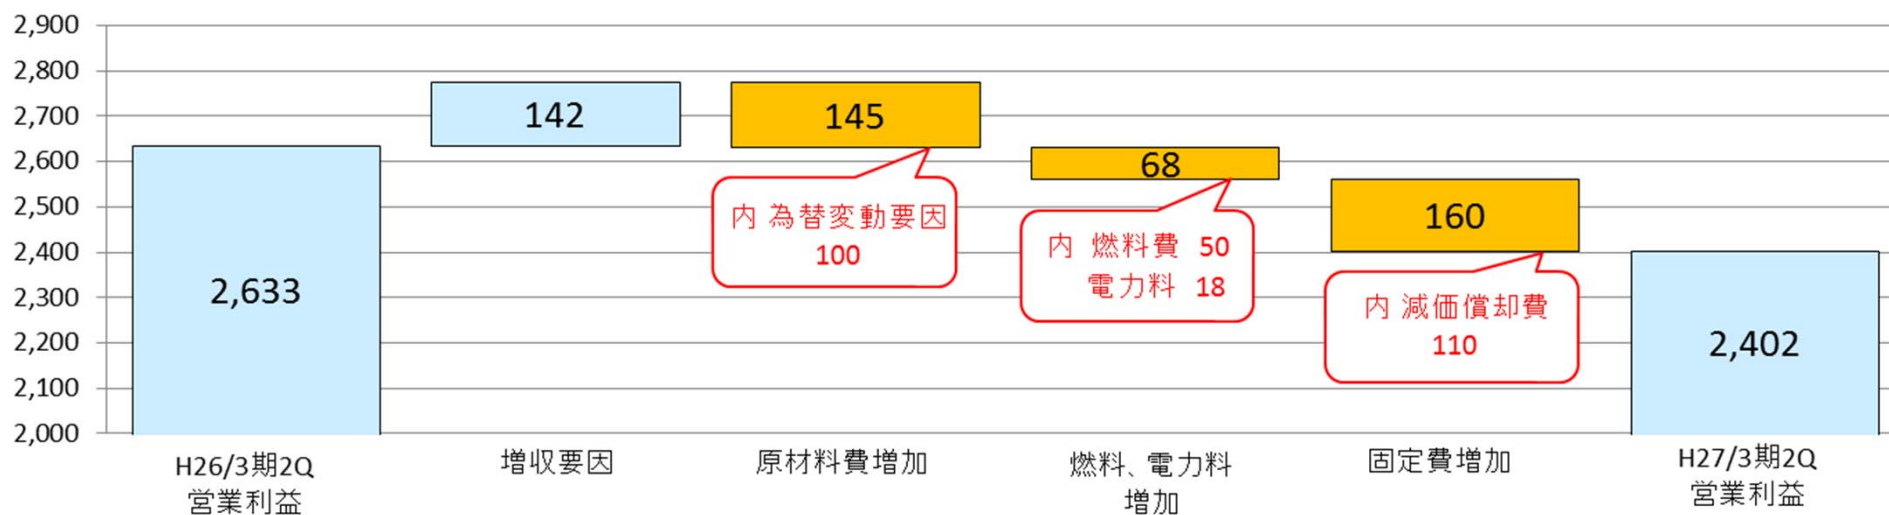 2,900
2,800
2,700
2,600
2,500
2,400
2,300
2,200
2,100
2,000
2,633
142
145
内 為替変動要因
100
68
内 燃料費 50
電力料 18
160
内 減価償却費
110
2,402
H26/3期2Q
営業利益
増収要因
原材料費増加
燃料、電力料
増加
固定費増加
H27/3期2Q
営業利益